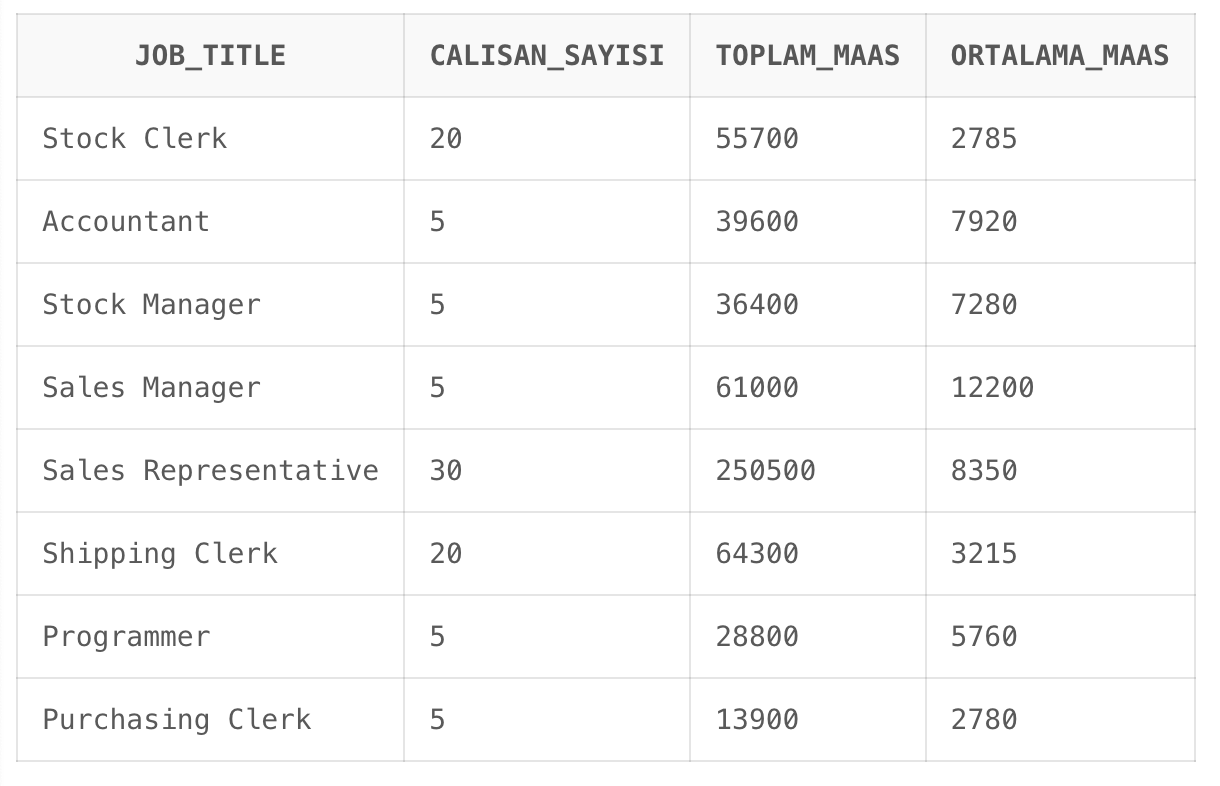 JOB_TITLE CALISAN_SAYISI TOPLAM_MAAS ORTALAMA_MAAS
Stock Clerk 20 55700 2785
Accountant 5 39600 7920
Stock Manager 5 36400 7280
Sales Manager 5 61000 12200
Sales Representative 30 250500 8350
Shipping Clerk 20 64300 3215
Programmer 5 28800 5760
Purchasing Clerk 5 13900 2780